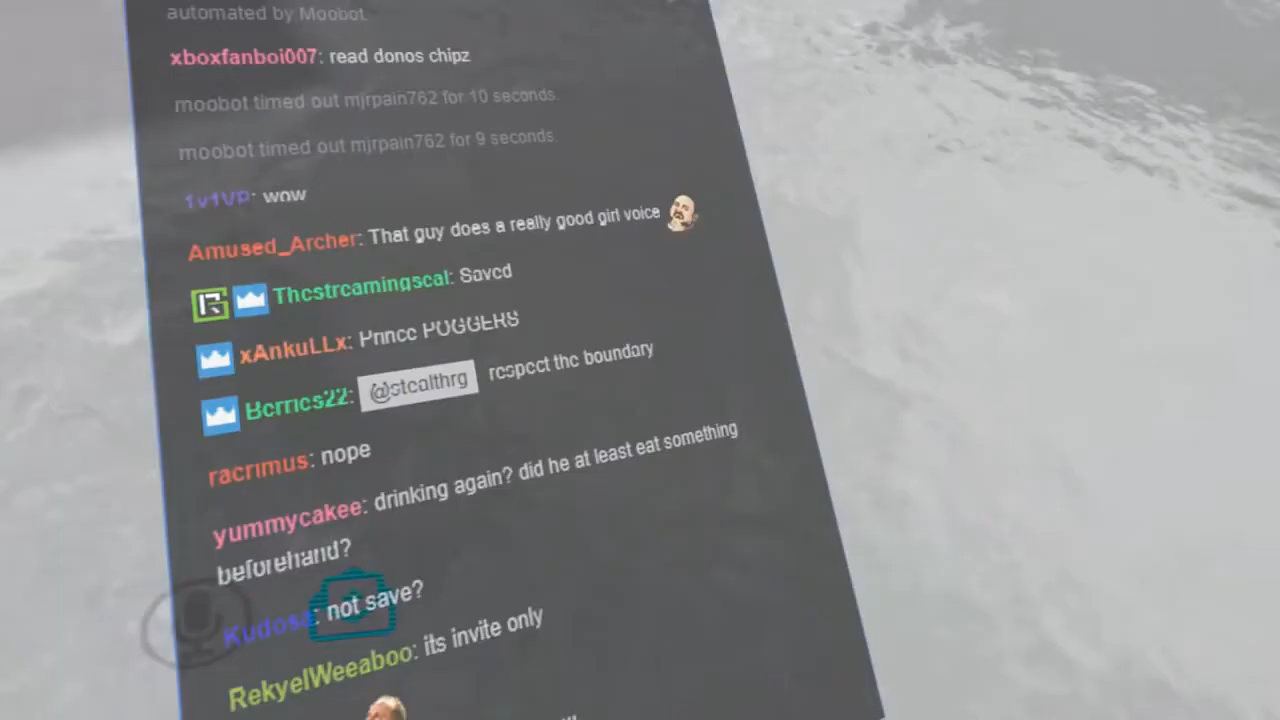 automated by Moobot.
xboxfanboi007: read donos chipz
moobot timed out mjrpain762 for 10 seconds.
moobot timed out mjrpain762 for 9 seconds.
1v1VP: wow
Amused_Archer: That guy does a really good girl voice
Thestreamingseal: Saved
xAnkuLLx: Prince POGGERS
Berries22: @stealthrg respect the boundary
racrimus: nope
yummycakee: drinking again? did he at least eat something
beforehand?
Kudosa: not save?
RekyelWeeaboo: its invite only